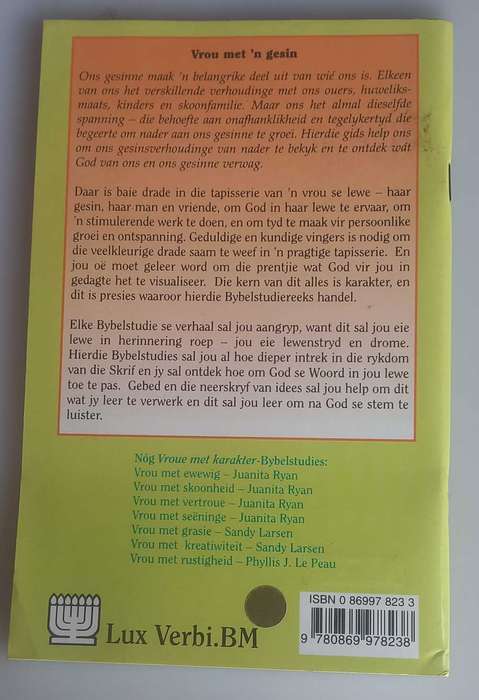 Vrou met 'n gesin
Ons gesinne maak 'n belangrike deel uit van wié ons is. Elkeen
van ons het verskillende verhoudinge met ons ouers, huweliks-
maats, kinders en skoonfamilie. Maar ons het almal dieselfde
spanning – die behoefte aan onafhanklikheid en tegelykertyd die
begeerte om nader aan ons gesinne te groei. Hierdie gids help ons
om ons gesinsverhoudinge van nader te bekyk en te ontdek wát
God van ons en ons gesinne verwag.
Daar is baie drade in die tapisserie van 'n vrou se lewe – haar
gesin, haar man en vriende, om God in haar lewe te ervaar, om
'n stimulerende werk te doen, en om tyd te maak vir persoonlike
groei en ontspanning. Geduldige en kundige vingers is nodig om
die veelkleurige drade saam te weef in 'n pragtige tapisserie. En
jou oë moet geleer word om die prentjie wat God vir jou in
gedagte het te visualiseer. Die kern van dit alles is karakter, en
dit is presies waaroor hierdie Bybelstudiereeks handel.
Elke Bybelstudie se verhaal sal jou aangryp, want dit sal jou eie
lewe in herinnering roep – jou eie lewenstryd en drome.
Hierdie Bybelstudies sal jou al hoe dieper intrek in die rykdom
van die Skrif en jy sal ontdek hoe om God se Woord in jou lewe
toe te pas. Gebed en die neerskryf van idees sal jou help om dit
wat jy leer te verwerk en dit sal jou leer om na God se stem te
luister.
Nóg Vroue met karakter-Bybelstudies:
Vrou met ewewig – Juanita Ryan
Vrou met skoonheid – Juanita Ryan
Vrou met vertroue – Juanita Ryan
Vrou met seëninge – Juanita Ryan
Vrou met grasie – Sandy Larsen
Vrou met kreatiwiteit – Sandy Larsen
Vrou met rustigheid – Phyllis J. Le Peau
Lux Verbi.BM
ISBN 0 86997 823 3
9 780869 978238